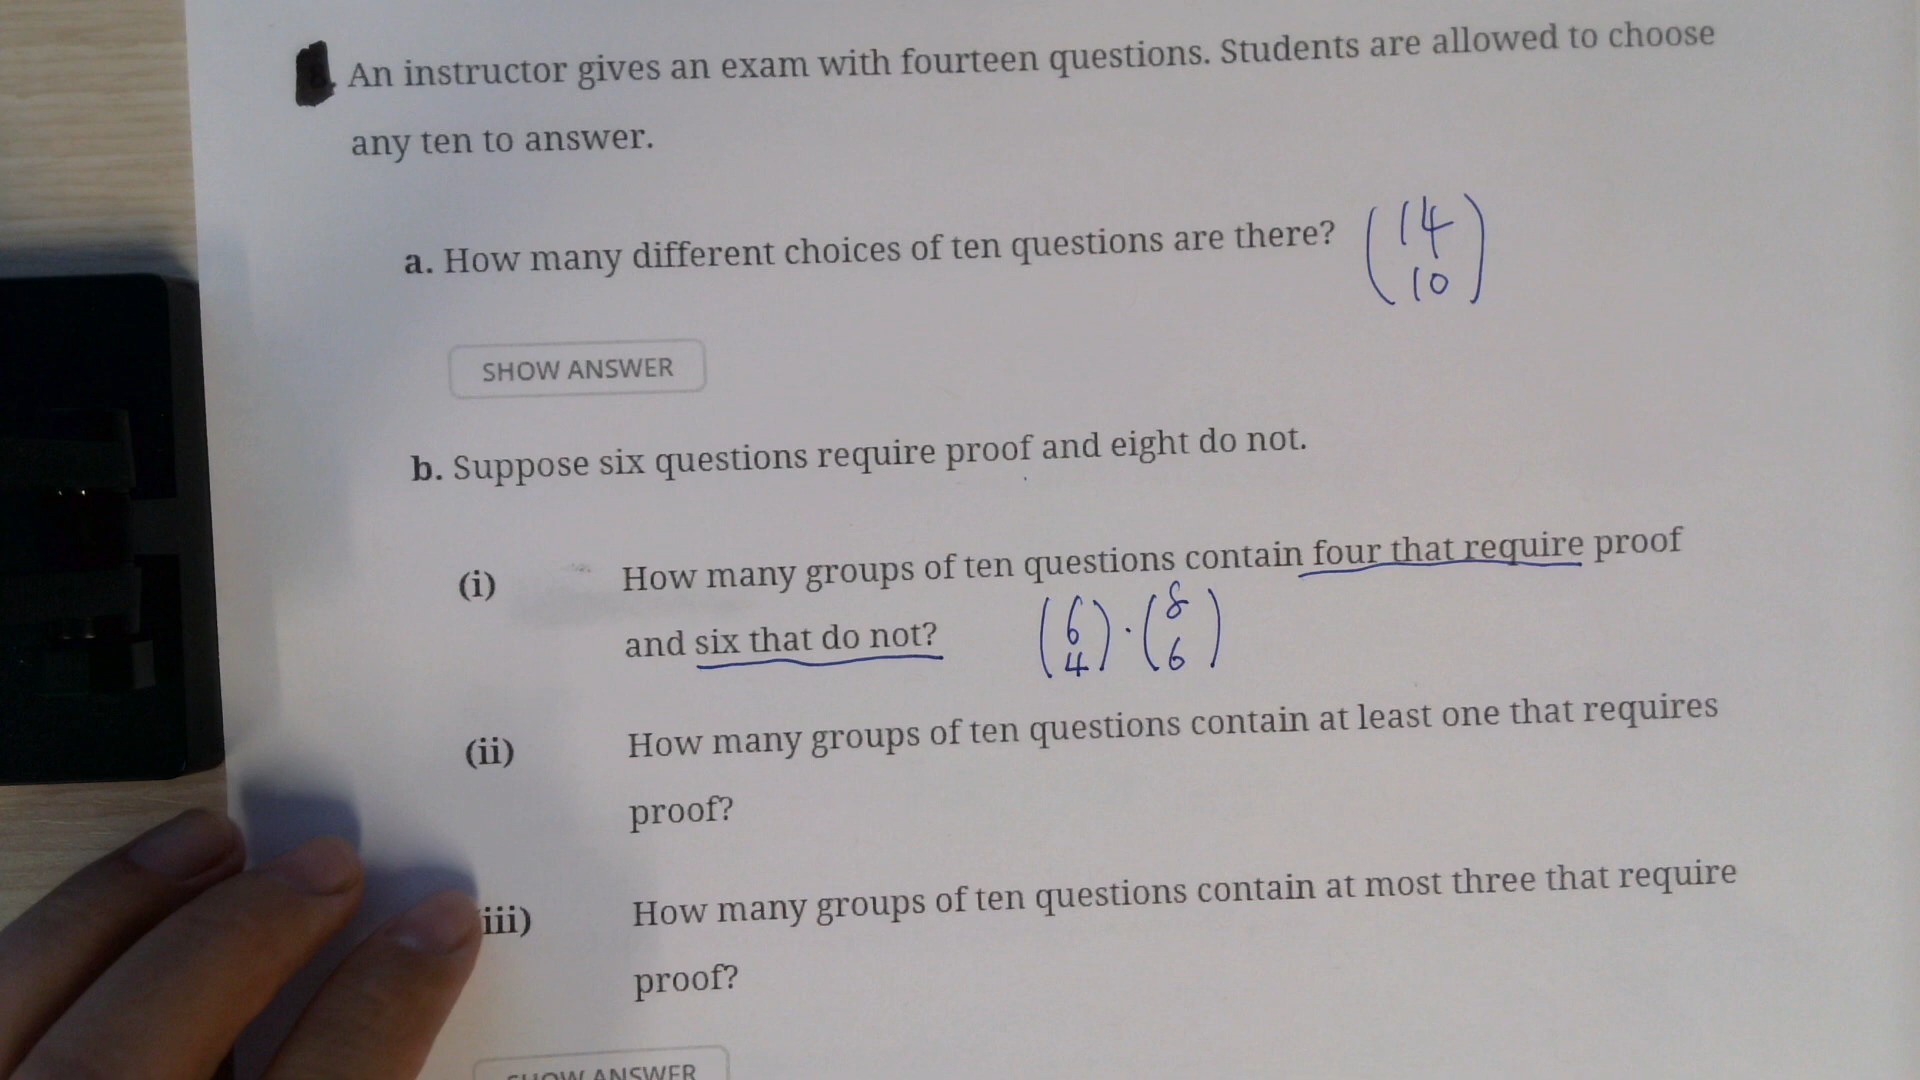 An instructor gives an exam with fourteen questions. Students are allowed to choose
any ten to answer.
a. How many different choices of ten questions are there? (14 10)
SHOW ANSWER
b. Suppose six questions require proof and eight do not.
(i) How many groups of ten questions contain four that require proof
and six that do not? (6 4) · (8 6)
(ii) How many groups of ten questions contain at least one that requires
proof?
iii) How many groups of ten questions contain at most three that require
proof?
SHOW ANSWER